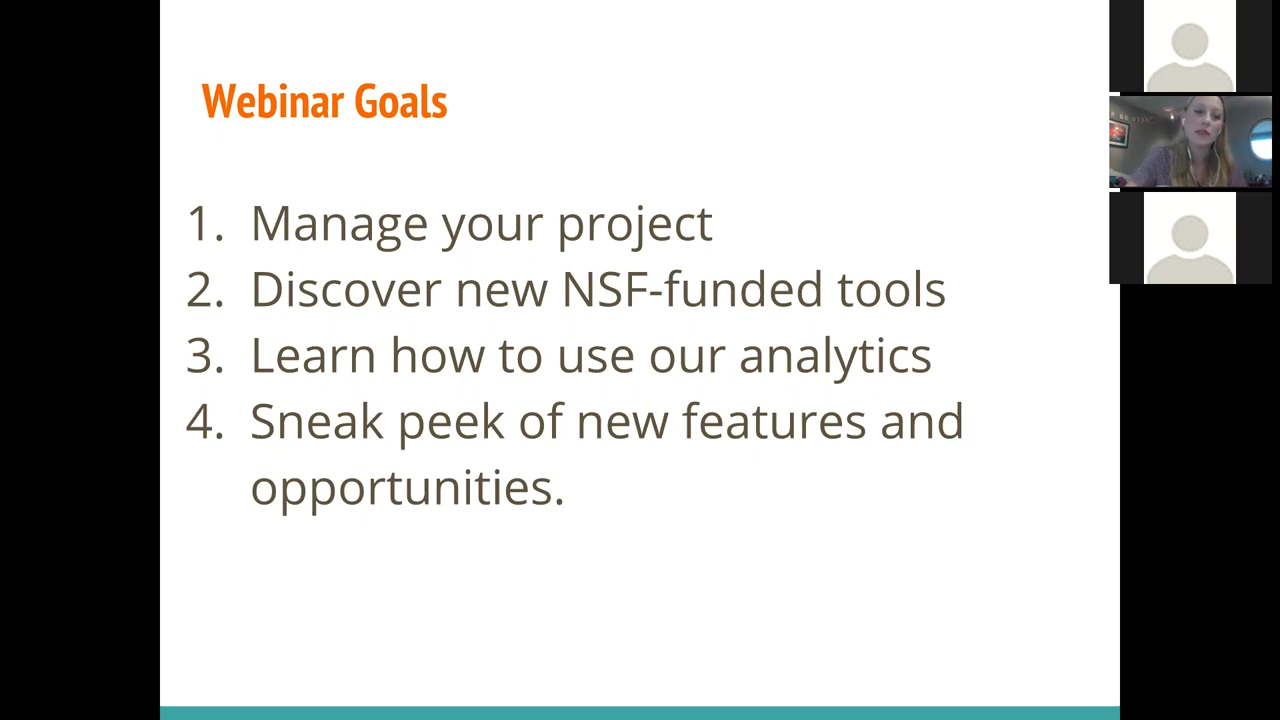 Webinar Goals
1. Manage your project
2. Discover new NSF-funded tools
3. Learn how to use our analytics
4. Sneak peek of new features and
opportunities.